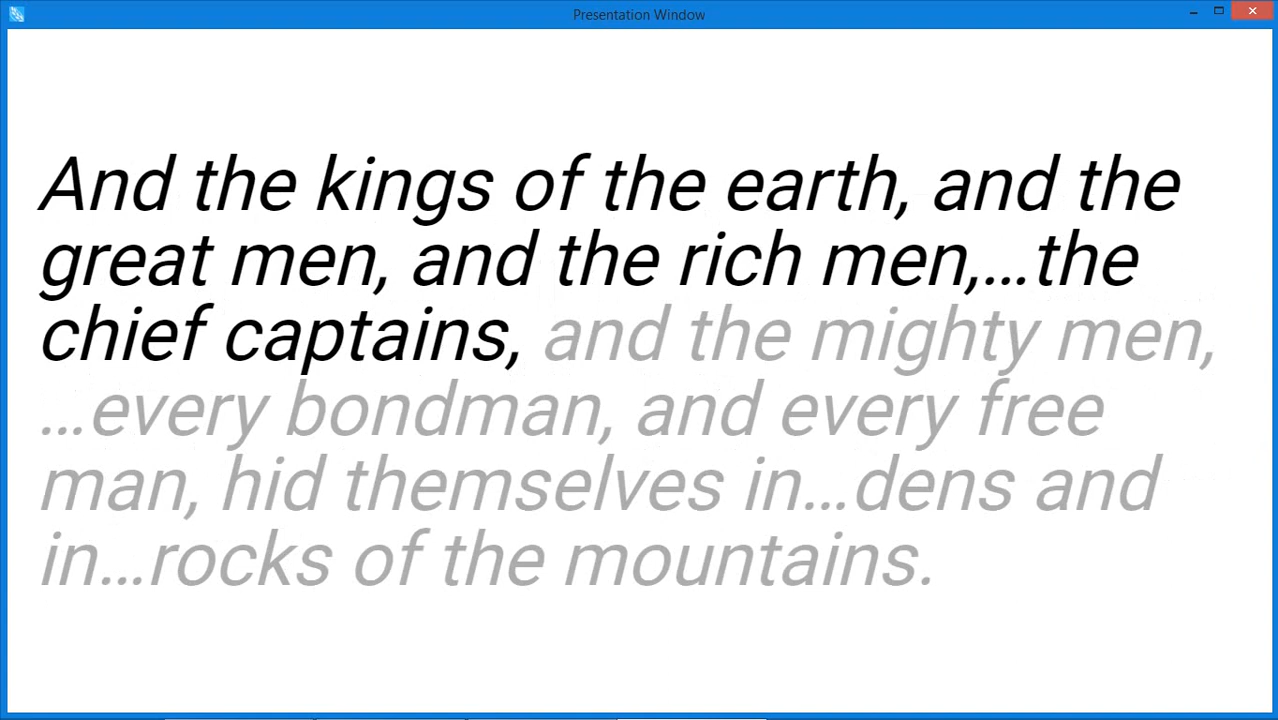 Presentation Window
And the kings of the earth, and the
great men, and the rich men,…the
chief captains, and the mighty men,
…every bondman, and every free
man, hid themselves in…dens and
in…rocks of the mountains.